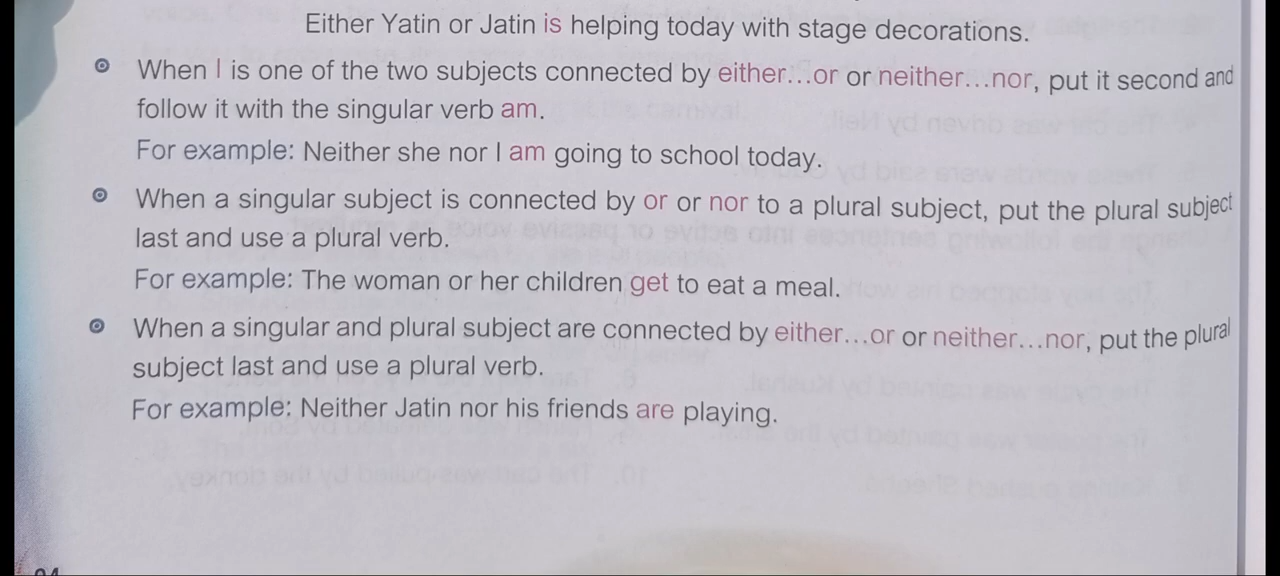 Either Yatin or Jatin is helping today with stage decorations.
When I is one of the two subjects connected by either...or or neither...nor, put it second and
follow it with the singular verb am.
For example: Neither she nor I am going to school today.
When a singular subject is connected by or or nor to a plural subject, put the plural subject
last and use a plural verb.
For example: The woman or her children get to eat a meal.
When a singular and plural subject are connected by either...or or neither...nor, put the plural
subject last and use a plural verb.
For example: Neither Jatin nor his friends are playing.